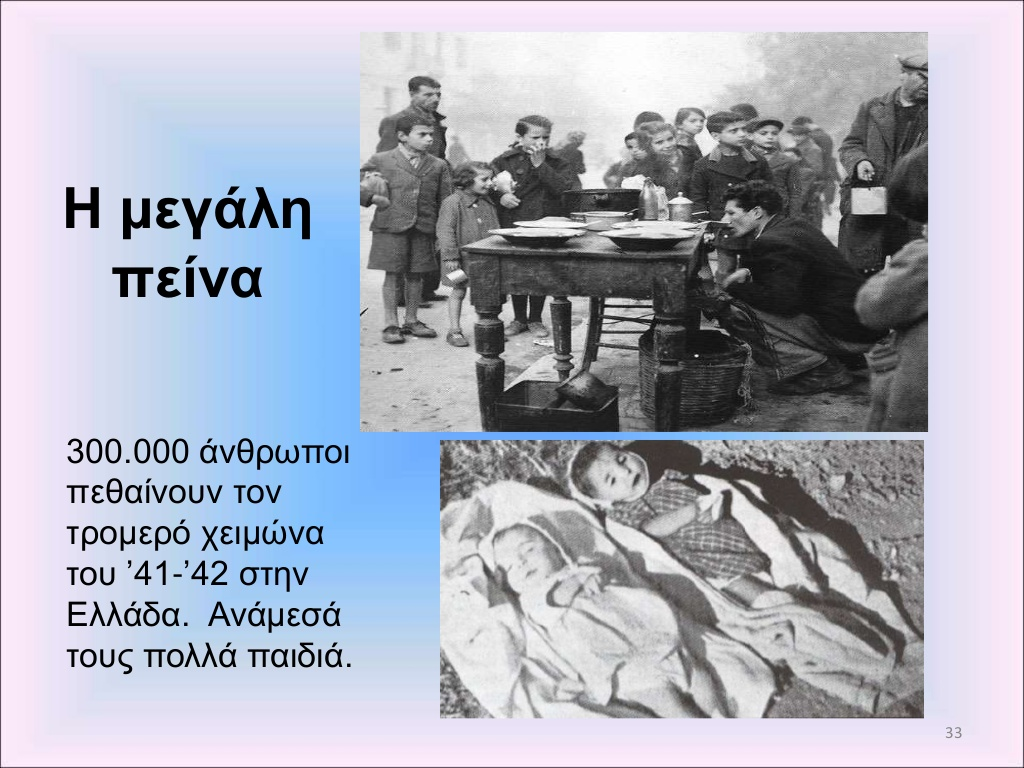 Η μεγάλη
πείνα
300.000 άνθρωποι
πεθαίνουν τον
τρομερό χειμώνα
του ’41-’42 στην
Ελλάδα.  Ανάμεσά
τους πολλά παιδιά.
33